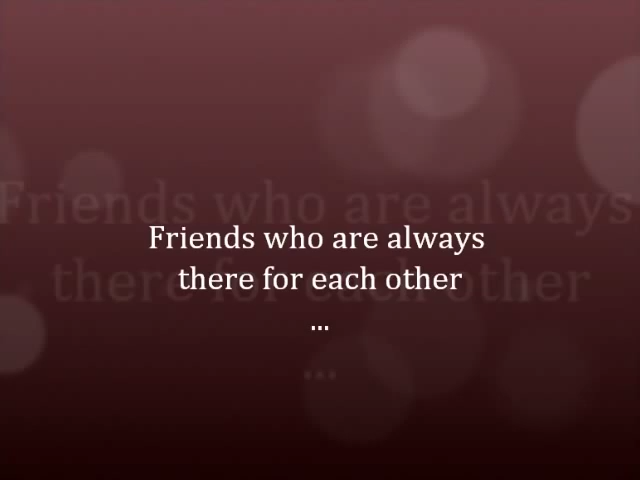 Friends who are always
there for each other
...